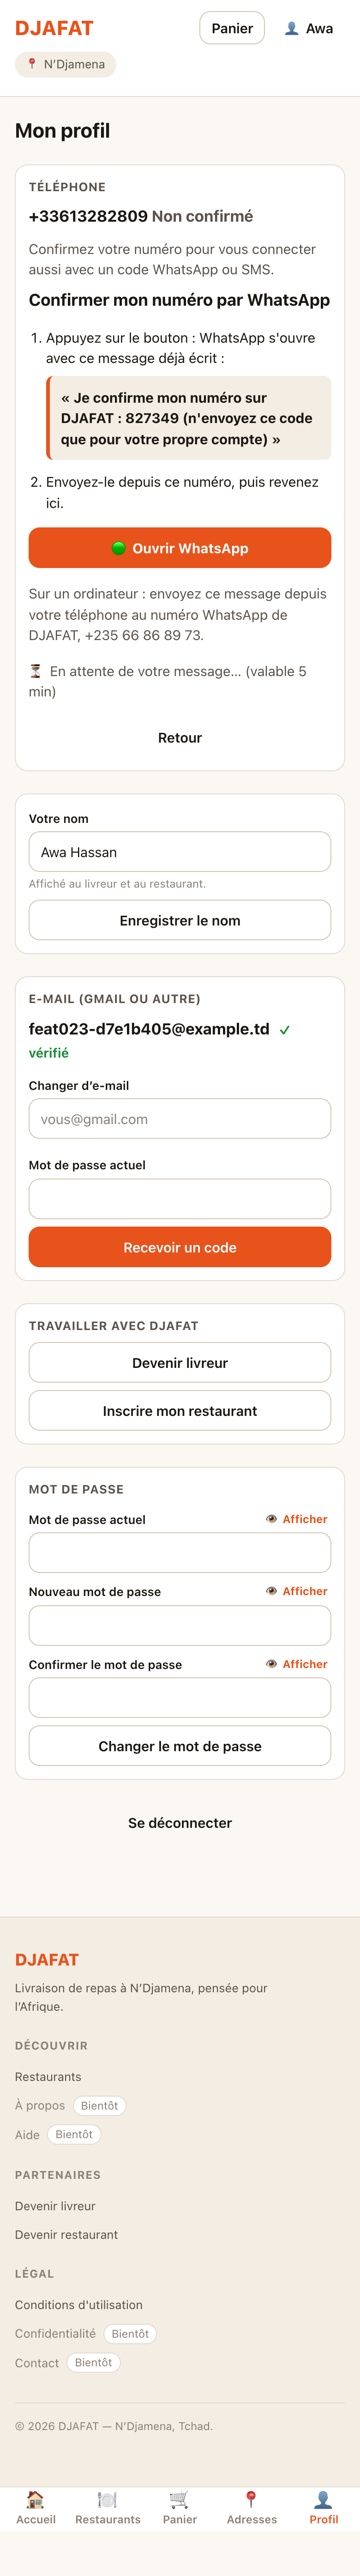 DJAFAT
Panier
Awa
N'Djamena
Mon profil
TÉLÉPHONE
+33613282809 Non confirmé
Confirmez votre numéro pour vous connecter
aussi avec un code WhatsApp ou SMS.
Confirmer mon numéro par WhatsApp
1. Appuyez sur le bouton : WhatsApp s'ouvre
avec ce message déjà écrit :
« Je confirme mon numéro sur
DJAFAT : 827349 (n'envoyez ce code
que pour votre propre compte) »
2. Envoyez-le depuis ce numéro, puis revenez
ici.
Ouvrir WhatsApp
Sur un ordinateur : envoyez ce message depuis
votre téléphone au numéro WhatsApp de
DJAFAT, +235 66 86 89 73.
En attente de votre message... (valable 5
min)
Retour
Votre nom
Awa Hassan
Affiché au livreur et au restaurant.
Enregistrer le nom
E-MAIL (GMAIL OU AUTRE)
feat023-d7e1b405@example.td ✓
vérifié
Changer d'e-mail
vous@gmail.com
Mot de passe actuel
Recevoir un code
TRAVAILLER AVEC DJAFAT
Devenir livreur
Inscrire mon restaurant
MOT DE PASSE
Mot de passe actuel
Afficher
Nouveau mot de passe
Afficher
Confirmer le mot de passe
Afficher
Changer le mot de passe
Se déconnecter
DJAFAT
Livraison de repas à N'Djamena, pensée pour
l'Afrique.
DÉCOUVRIR
Restaurants
À propos Bientôt
Aide Bientôt
PARTENAIRES
Devenir livreur
Devenir restaurant
LÉGAL
Conditions d'utilisation
Confidentialité Bientôt
Contact Bientôt
© 2026 DJAFAT — N'Djamena, Tchad.
Accueil
Restaurants
Panier
Adresses
Profil